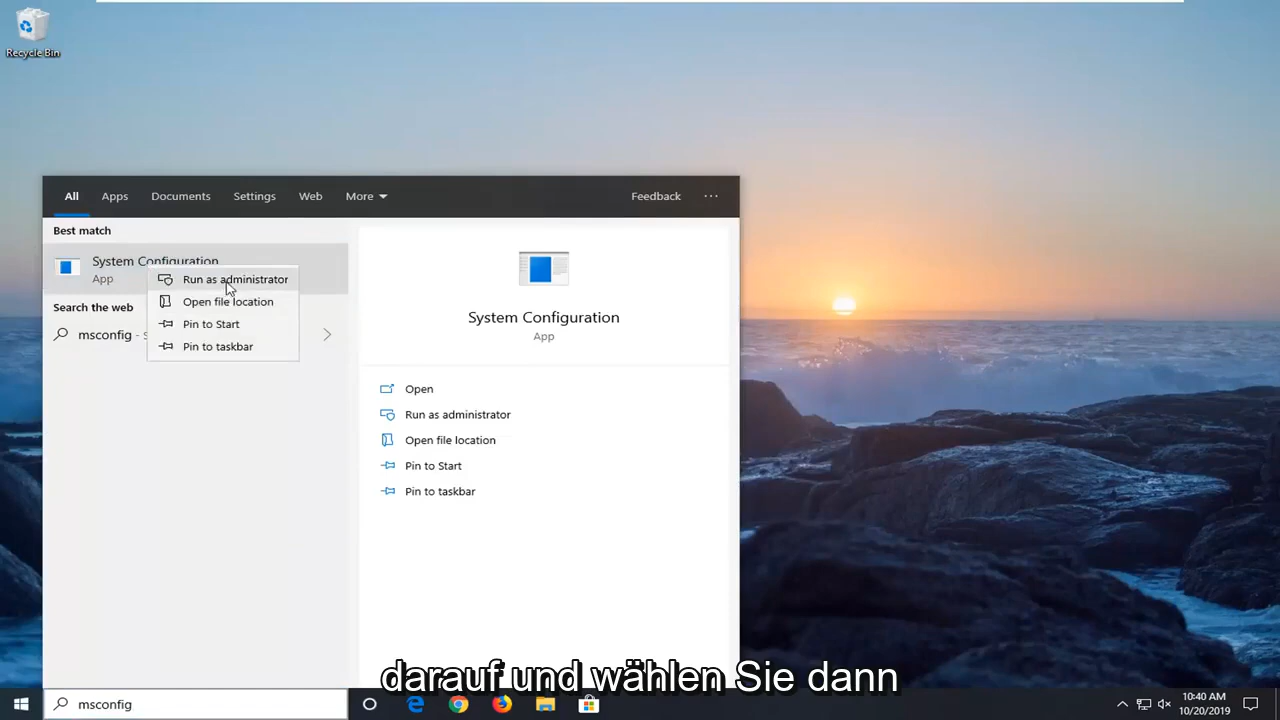 Recycle Bin
All Apps Documents Settings Web More Feedback ...
Best match
System Configuration
App
Run as administrator
Open file location
Pin to Start
Pin to taskbar
Search the web
msconfig - S
System Configuration
App
Open
Run as administrator
Open file location
Pin to Start
Pin to taskbar
darauf und wählen Sie dann
msconfig
10:40 AM
10/20/2019